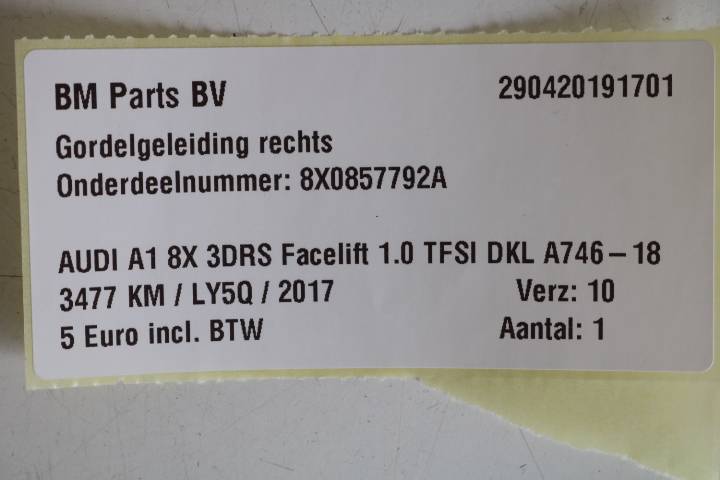 BM Parts BV 290420191701
Gordelgeleiding rechts
Onderdeelnummer: 8X0857792A
AUDI A1 8X 3DRS Facelift 1.0 TFSI DKL A746-18
3477 KM / LY5Q / 2017 Verz: 10
5 Euro incl. BTW Aantal: 1